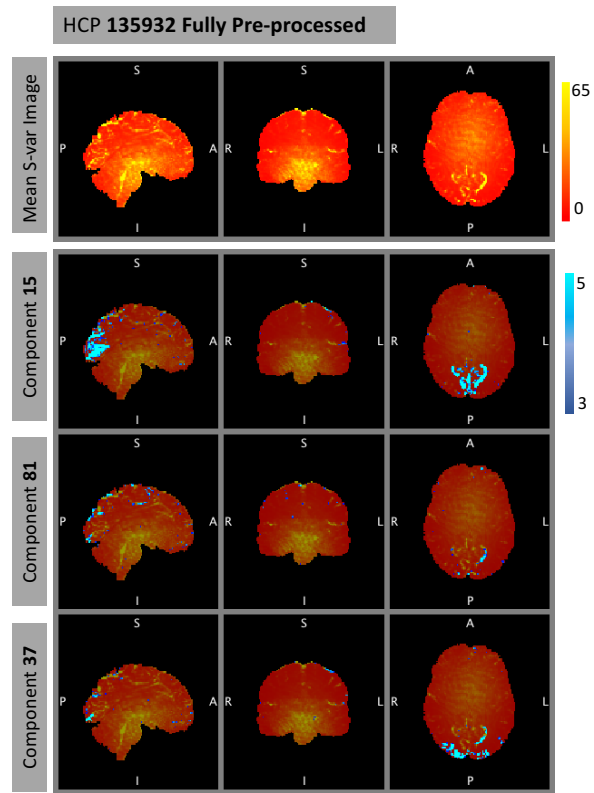 HCP 135932 Fully Pre-processed
Mean S-var Image
S
P
A
I
S
R
L
I
A
R
L
P
65
0
Component 15
S
P
A
I
S
R
L
I
A
R
L
P
5
3
Component 81
S
P
A
I
S
R
L
I
A
R
L
P
Component 37
S
P
A
I
S
R
L
I
A
R
L
P